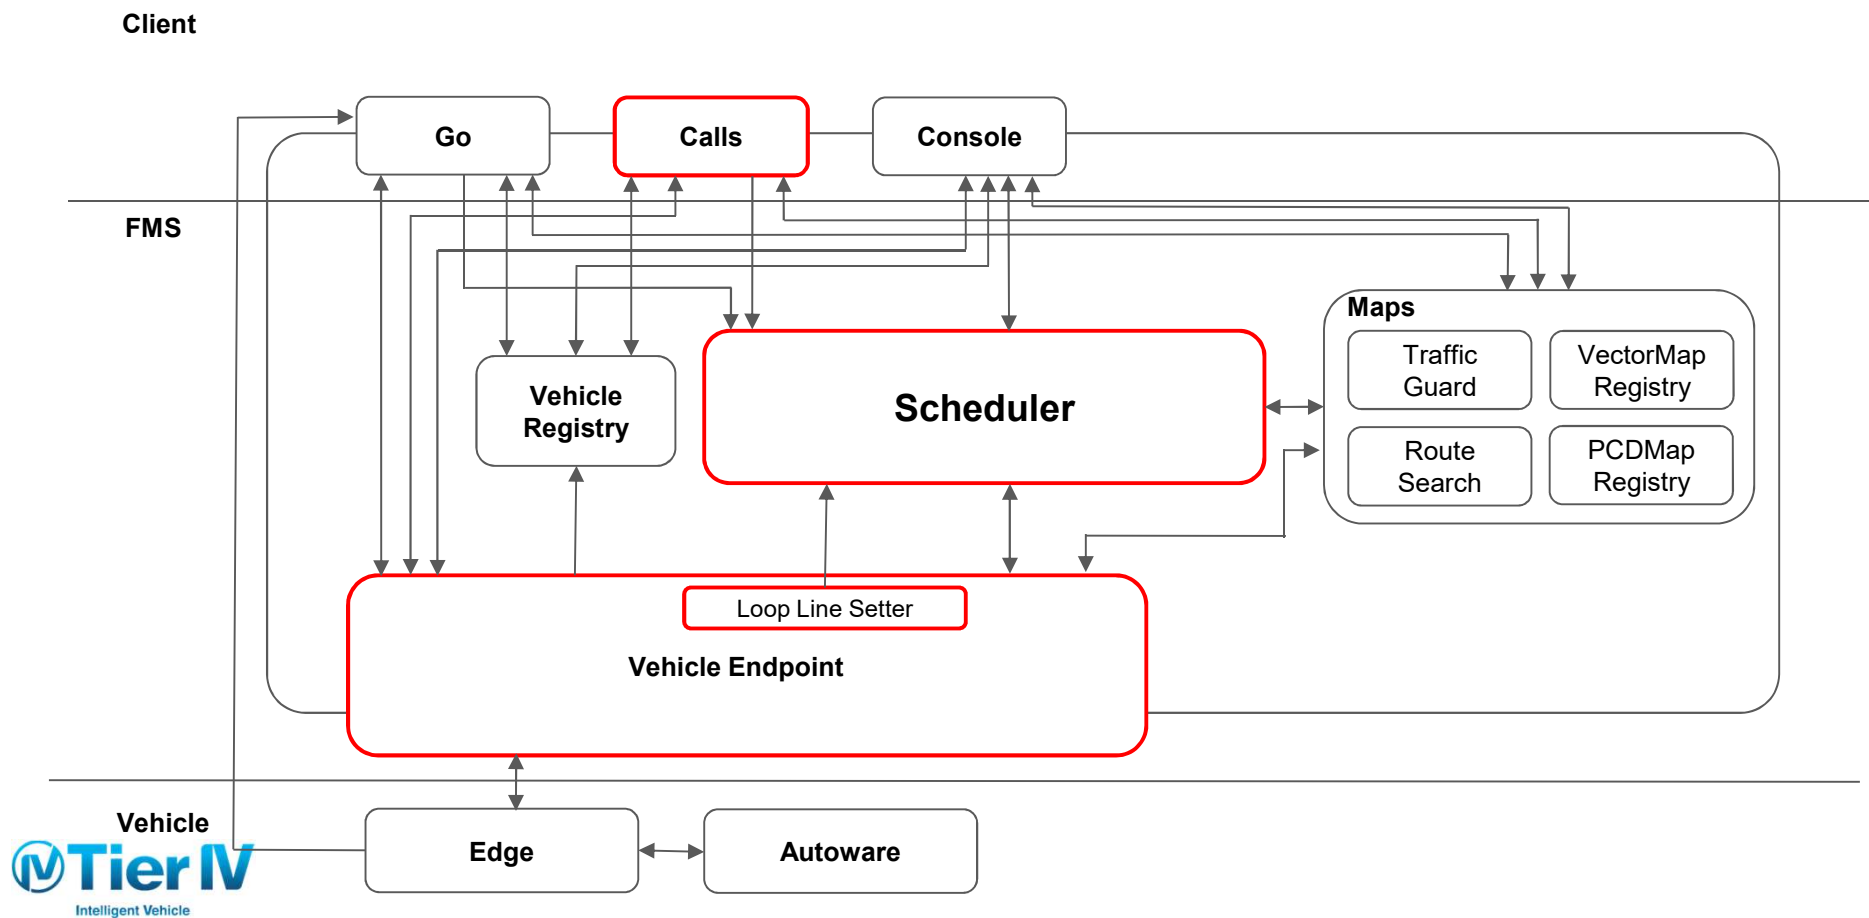 Client
Go
Calls
Console
FMS
Maps
Traffic
Guard
VectorMap
Registry
Vehicle
Registry
Scheduler
Route
Search
PCDMap
Registry
Loop Line Setter
Vehicle Endpoint
Vehicle
Edge
Autoware
IV Tier IV
Intelligent Vehicle